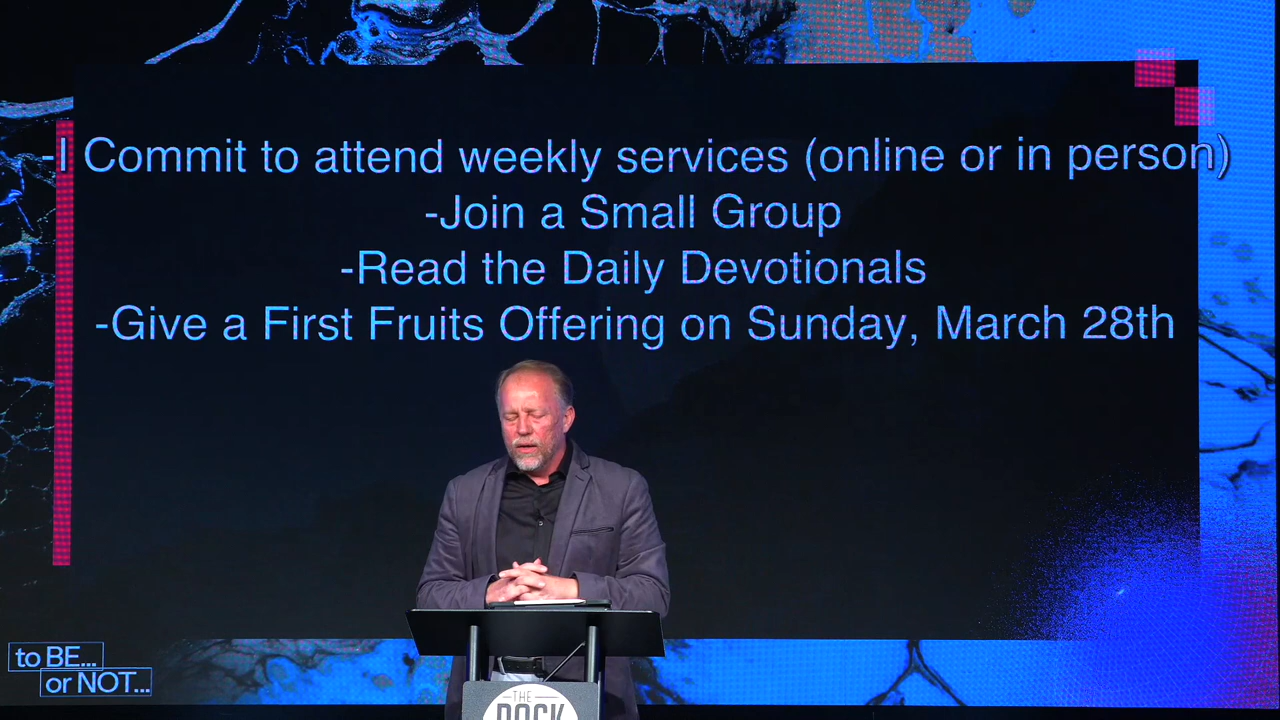 -I Commit to attend weekly services (online or in person)
-Join a Small Group
-Read the Daily Devotionals
-Give a First Fruits Offering on Sunday, March 28th
to BE...
or NOT...
THE